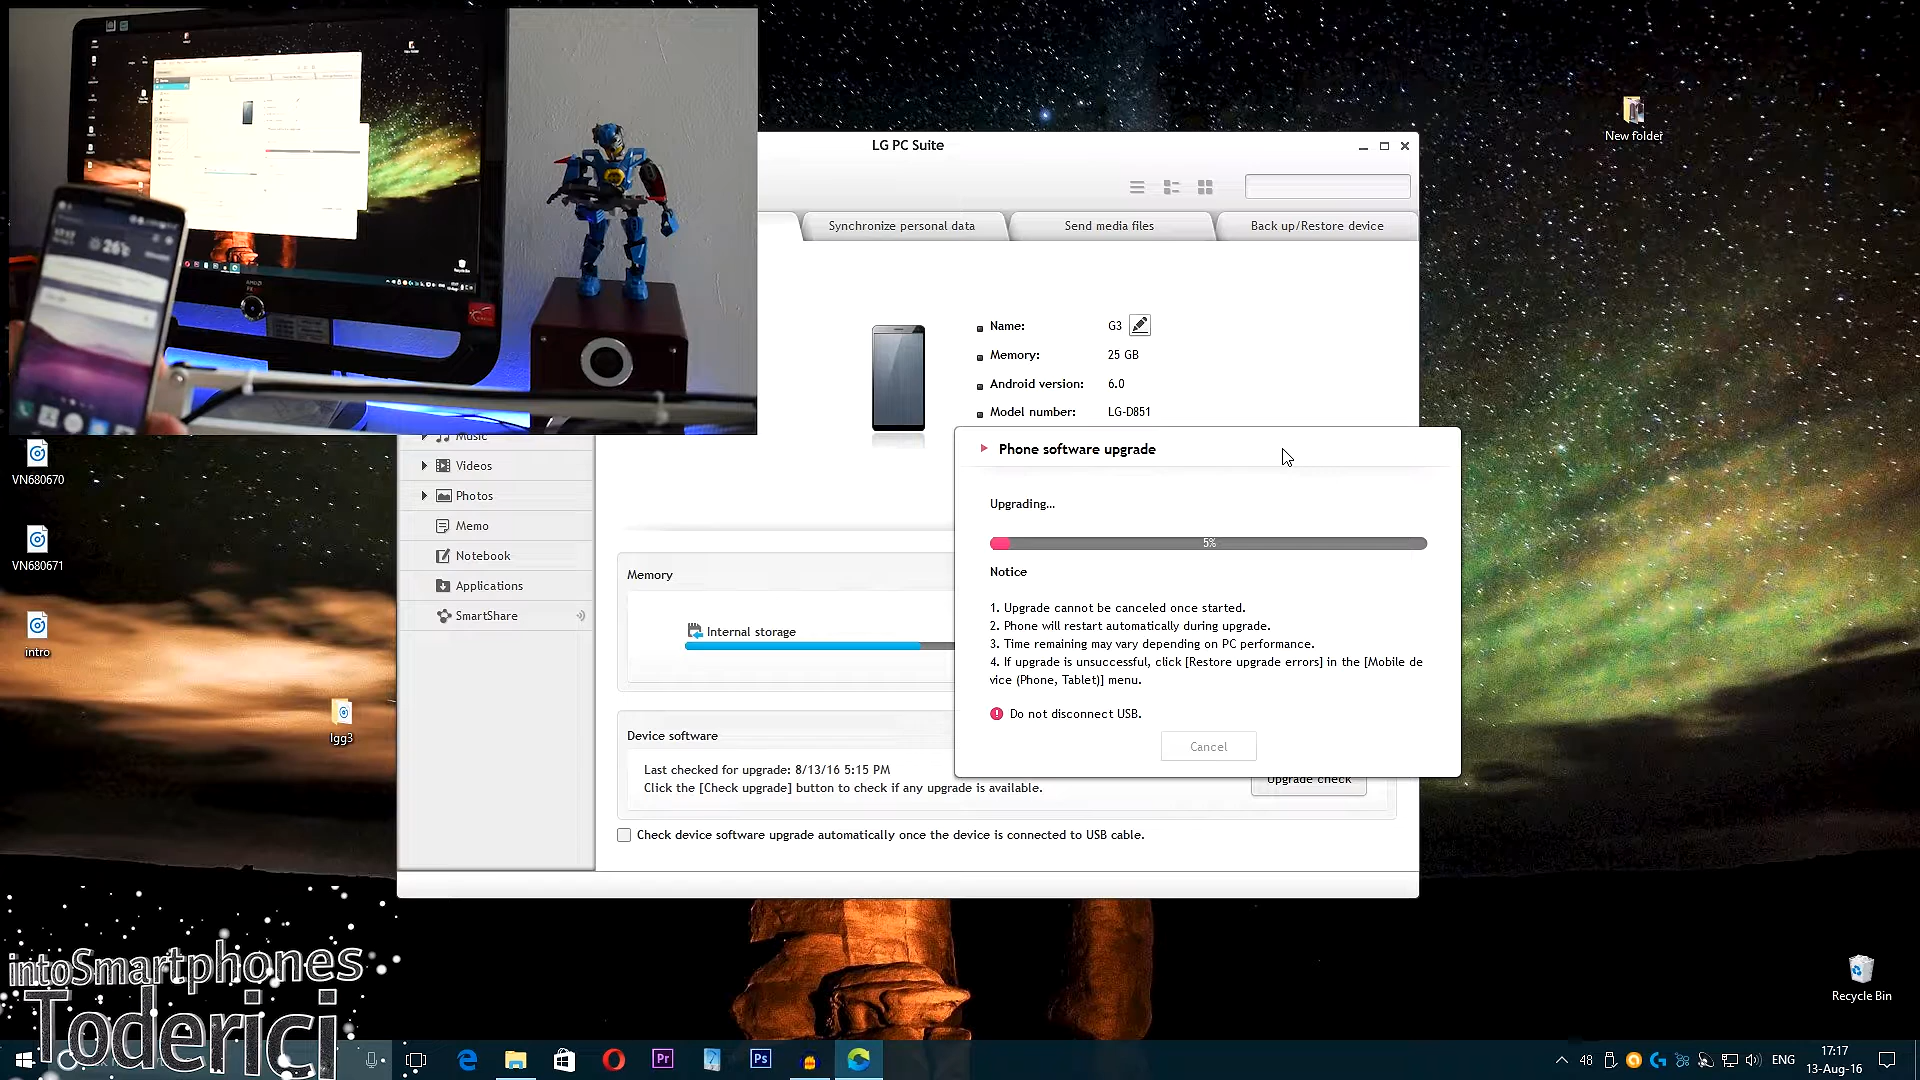 LG PC Suite
New folder
Synchronize personal data
Send media files
Back up/Restore device
Name:
G3
Memory:
25 GB
Android version:
6.0
Model number:
LG-D851
26°
Music
Videos
Photos
Memo
Notebook
Applications
SmartShare
VN680670
VN680671
intro
lgg3
Phone software upgrade
Upgrading...
5%
Notice
1. Upgrade cannot be canceled once started.
2. Phone will restart automatically during upgrade.
3. Time remaining may vary depending on PC performance.
4. If upgrade is unsuccessful, click [Restore upgrade errors] in the [Mobile de
vice (Phone, Tablet)] menu.
Do not disconnect USB.
Cancel
Memory
Internal storage
Device software
Last checked for upgrade: 8/13/16 5:15 PM
Click the [Check upgrade] button to check if any upgrade is available.
Upgrade check
Check device software upgrade automatically once the device is connected to USB cable.
intoSmartphones
Toderici
Recycle Bin
Pr
Ps
48
ENG
17:17
13-Aug-16